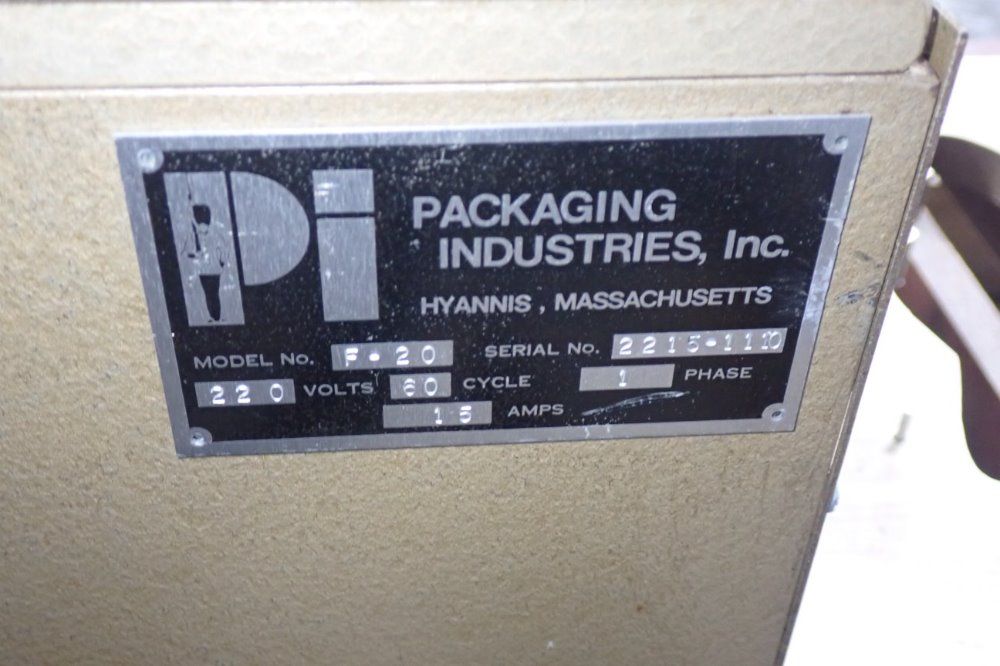 Pi
PACKAGING
INDUSTRIES, Inc.
HYANNIS, MASSACHUSETTS
MODEL No. F-20 SERIAL No. 2215-1110
220 VOLTS 60 CYCLE 1 PHASE
15 AMPS